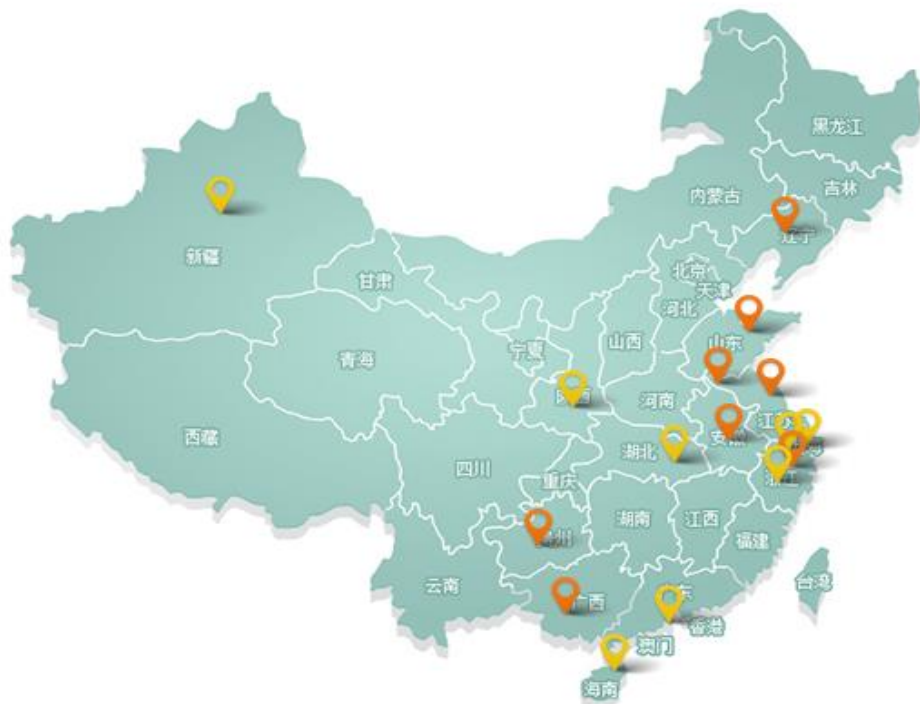 黑龙江
吉林
内蒙古
辽宁
新疆
北京
甘肃
天津
河北
山西
山东
宁夏
青海
河南
西藏
湖北
四川
重庆
浙江
湖南
江西
福建
云南
台湾
广西
香港
澳门
海南